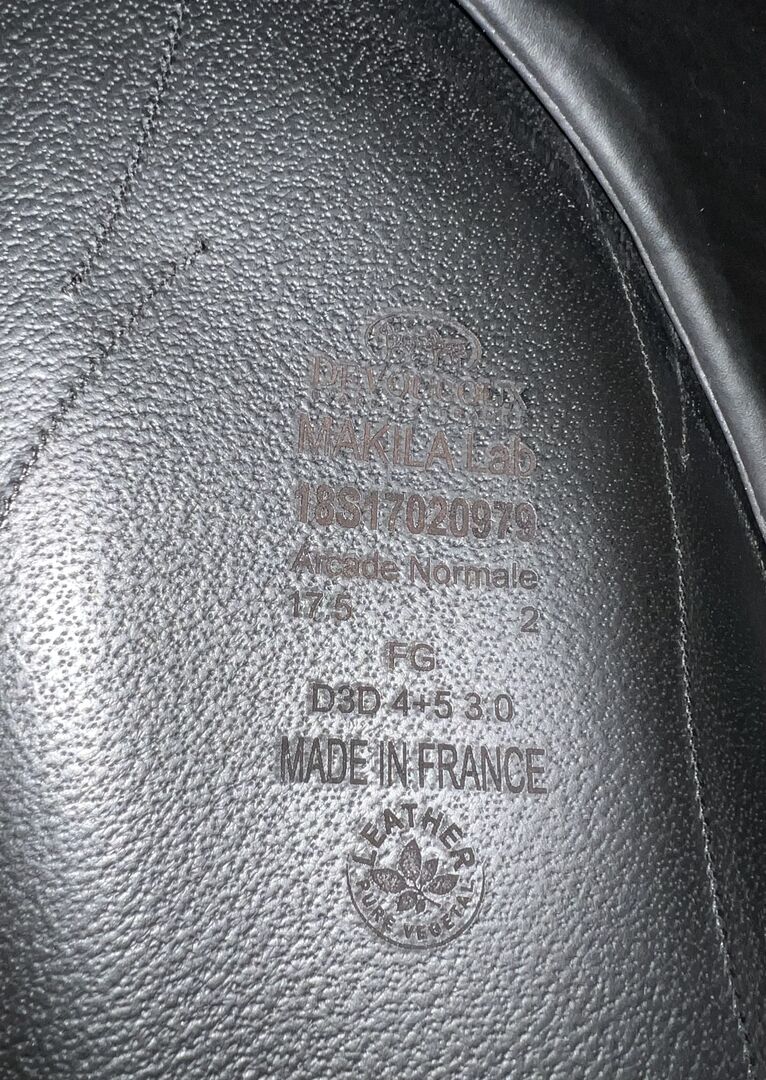 DEVOUCOUX
MAKILA Lab
18S17020979
Arcade Normale
17.5 2
FG
D3D 4+5 3.0
MADE IN FRANCE
LEATHER
PURE VEGETAL